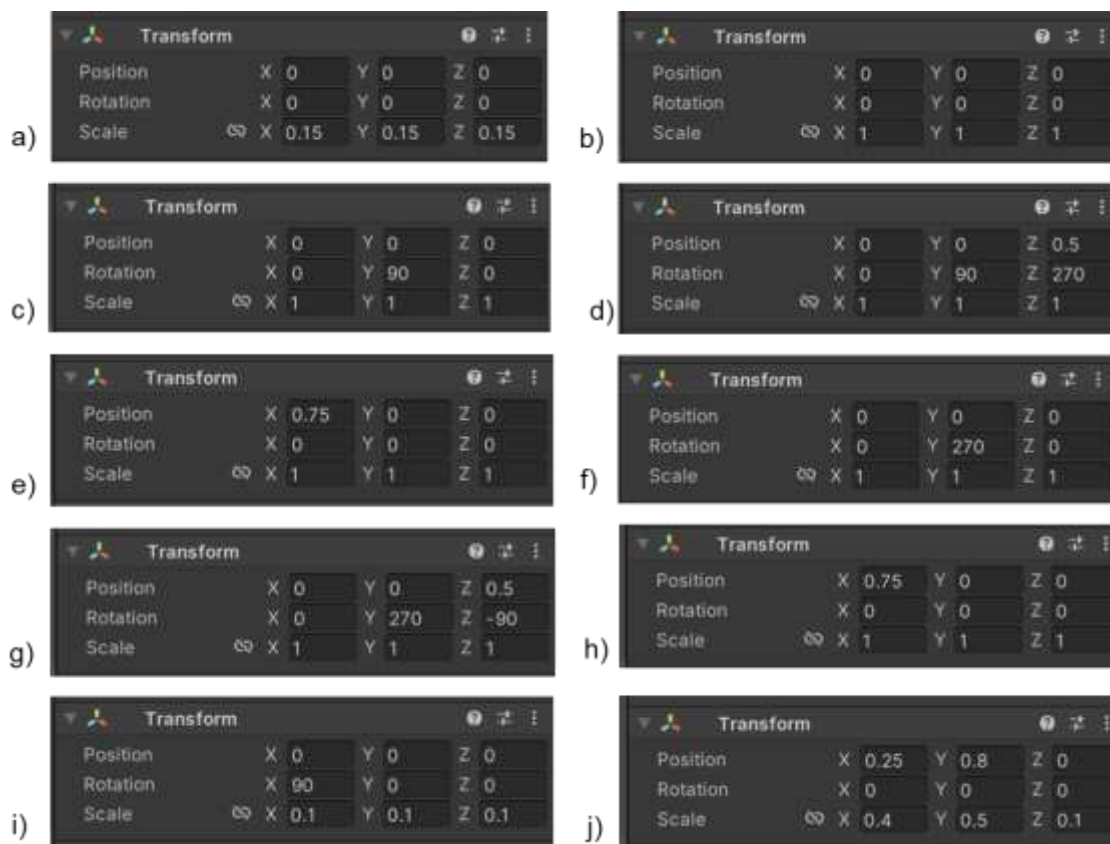 Transform
Position X 0 Y 0 Z 0
Rotation X 0 Y 0 Z 0
a) Scale X 0.15 Y 0.15 Z 0.15
Transform
Position X 0 Y 0 Z 0
Rotation X 0 Y 0 Z 0
b) Scale X 1 Y 1 Z 1
Transform
Position X 0 Y 0 Z 0
Rotation X 0 Y 90 Z 0
c) Scale X 1 Y 1 Z 1
Transform
Position X 0 Y 0 Z 0.5
Rotation X 0 Y 90 Z 270
d) Scale X 1 Y 1 Z 1
Transform
Position X 0.75 Y 0 Z 0
Rotation X 0 Y 0 Z 0
e) Scale X 1 Y 1 Z 1
Transform
Position X 0 Y 0 Z 0
Rotation X 0 Y 270 Z 0
f) Scale X 1 Y 1 Z 1
Transform
Position X 0 Y 0 Z 0.5
Rotation X 0 Y 270 Z -90
g) Scale X 1 Y 1 Z 1
Transform
Position X 0.75 Y 0 Z 0
Rotation X 0 Y 0 Z 0
h) Scale X 1 Y 1 Z 1
Transform
Position X 0 Y 0 Z 0
Rotation X 90 Y 0 Z 0
i) Scale X 0.1 Y 0.1 Z 0.1
Transform
Position X 0.25 Y 0.8 Z 0
Rotation X 0 Y 0 Z 0
j) Scale X 0.4 Y 0.5 Z 0.1